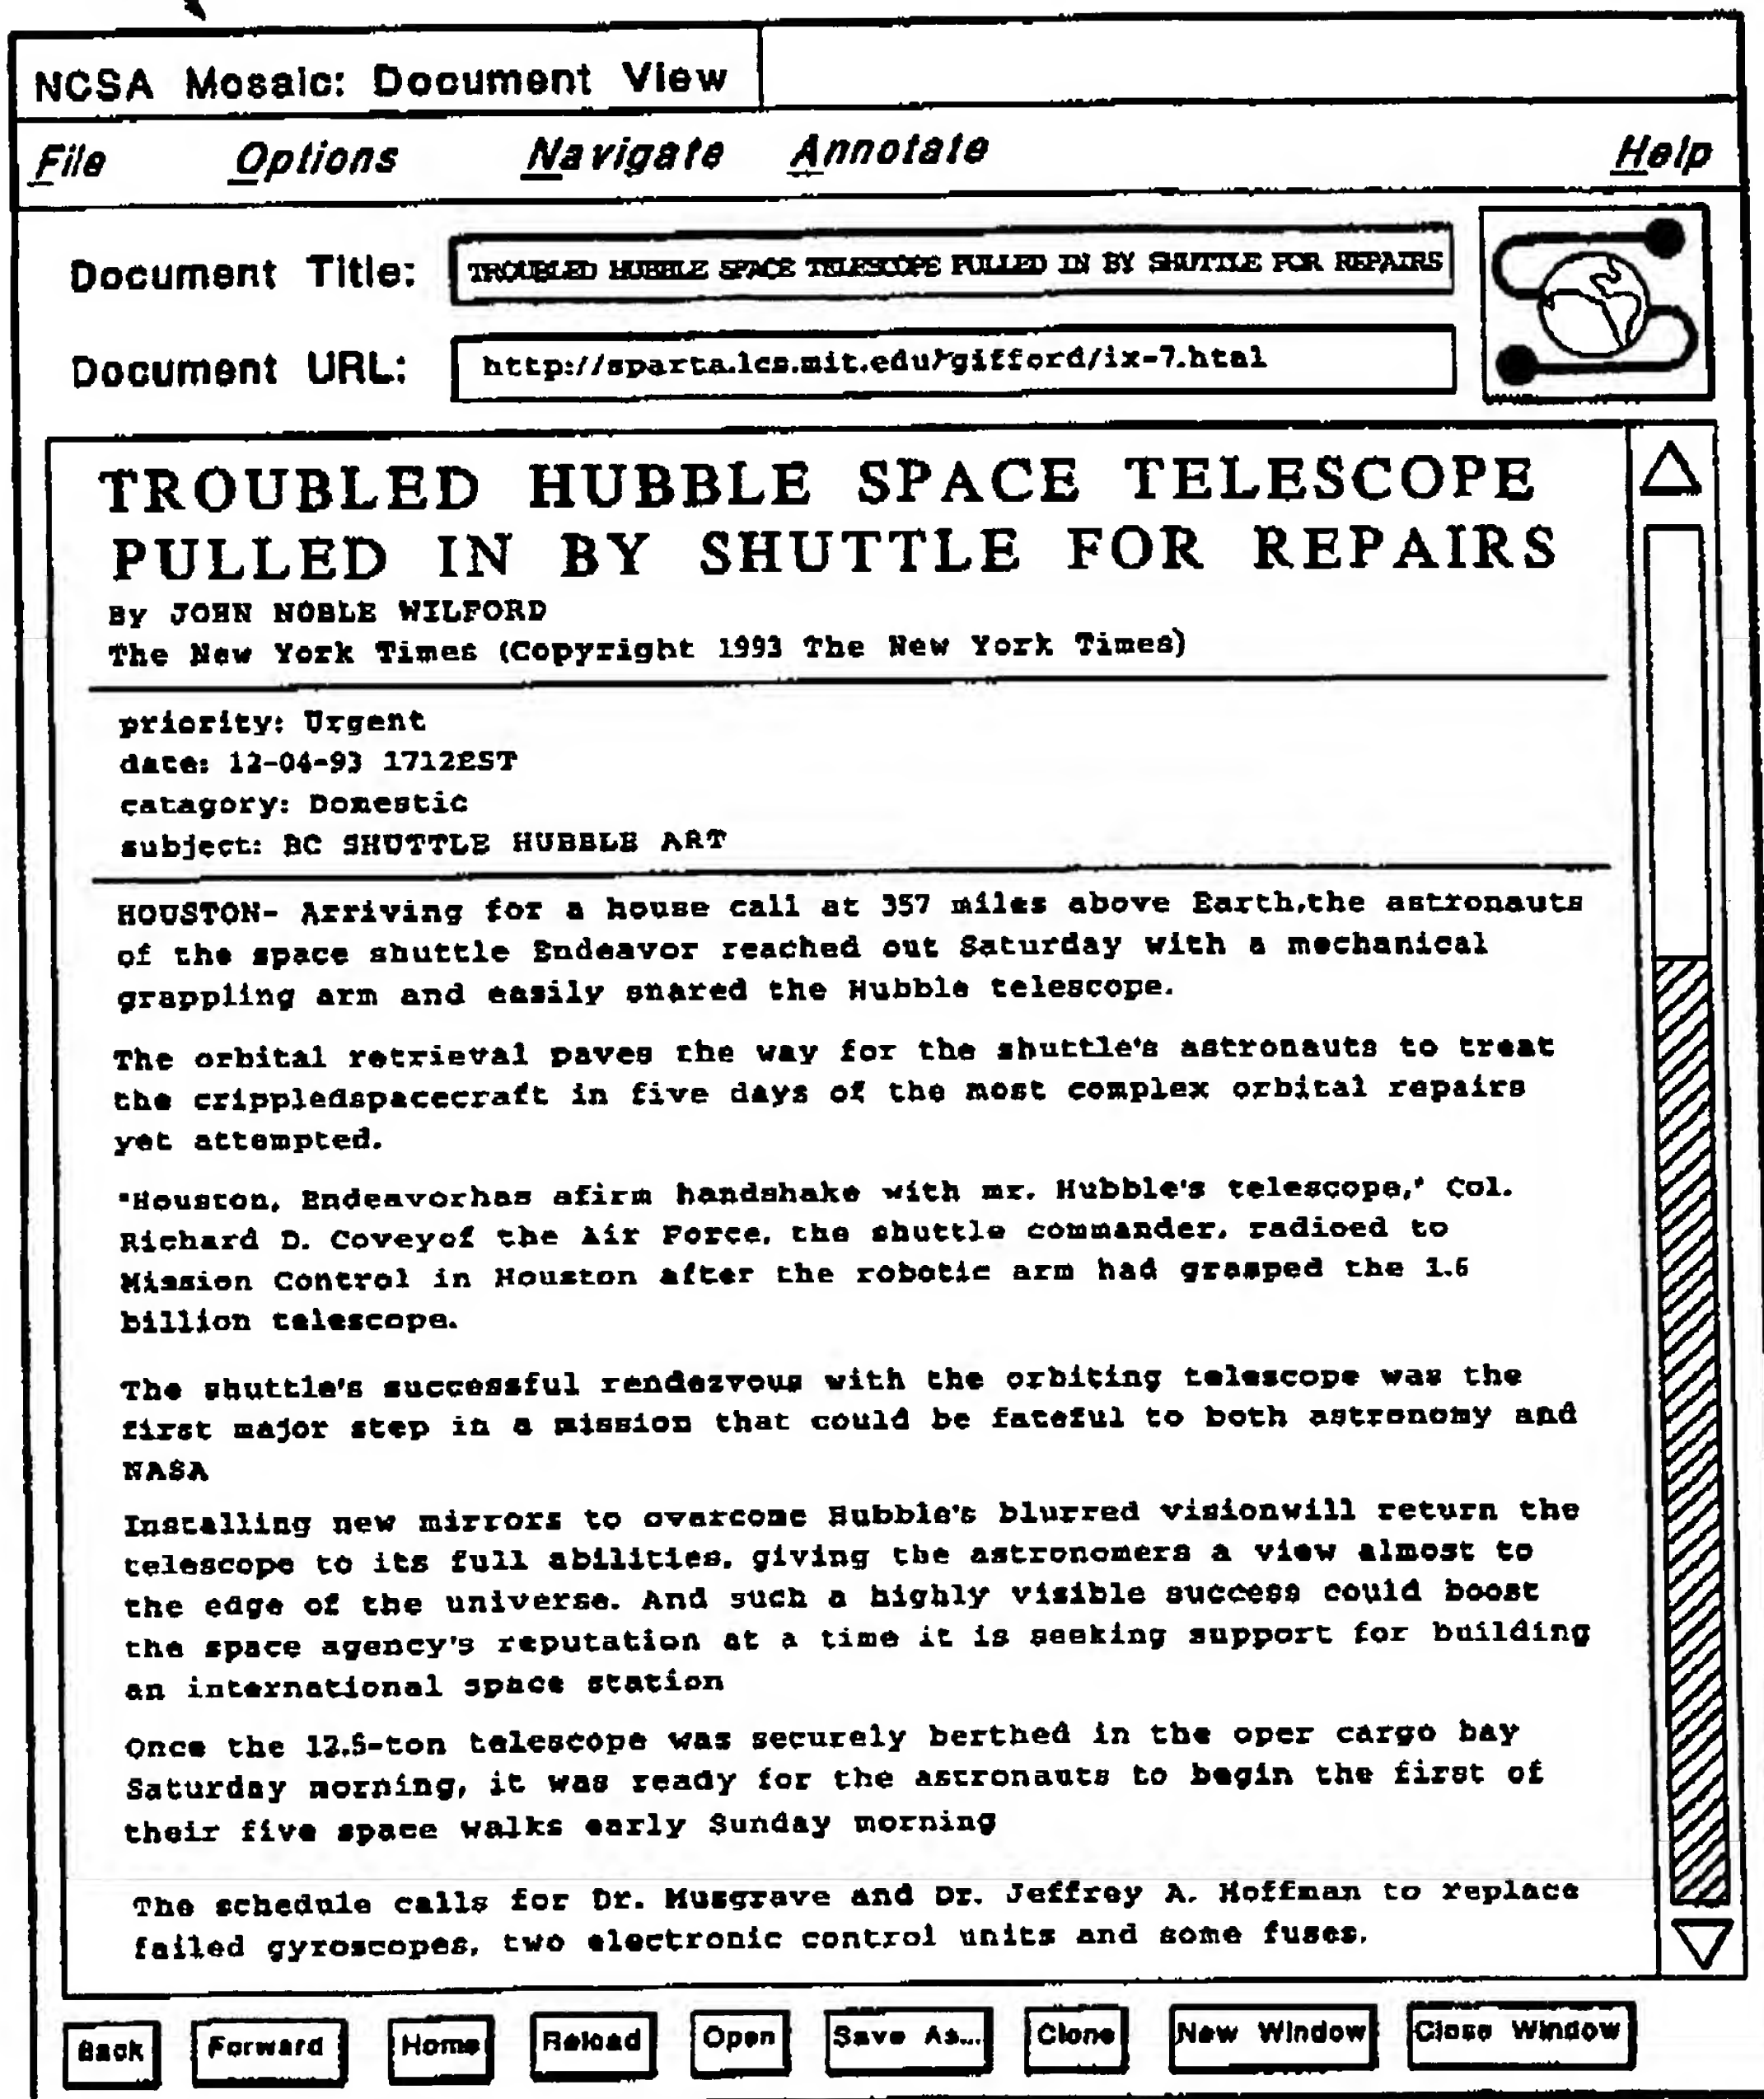 NCSA Mosaic: Document View
File Options Navigate Annotate Help
Document Title: TROUBLED HUBBLE SPACE TELESCOPE PULLED IN BY SHUTTLE FOR REPAIRS
Document URL: http://sparta.lcs.mit.edu/gifford/ix-7.html
TROUBLED HUBBLE SPACE TELESCOPE
PULLED IN BY SHUTTLE FOR REPAIRS
By JOHN NOBLE WILFORD
The New York Times (Copyright 1993 The New York Times)
priority: Urgent
date: 12-04-93 1712EST
catagory: Domestic
subject: BC SHUTTLE HUBBLE ART
HOUSTON- Arriving for a house call at 357 miles above Earth,the astronauts
of the space shuttle Endeavor reached out Saturday with a mechanical
grappling arm and easily snared the Hubble telescope.
The orbital retrieval paves the way for the shuttle's astronauts to treat
the crippledspacecraft in five days of the most complex orbital repairs
yet attempted.
"Houston, Endeavorhas afirm handshake with mr. Hubble's telescope," Col.
Richard D. Coveyof the Air Force, the shuttle commander, radioed to
Mission Control in Houston after the robotic arm had grasped the 1.6
billion telescope.
The shuttle's successful rendezvous with the orbiting telescope was the
first major step in a mission that could be fateful to both astronomy and
NASA
Installing new mirrors to overcome Hubble's blurred visionwill return the
telescope to its full abilities, giving the astronomers a view almost to
the edge of the universe. And such a highly visible success could boost
the space agency's reputation at a time it is seeking support for building
an international space station
Once the 12.5-ton telescope was securely berthed in the oper cargo bay
Saturday morning, it was ready for the astronauts to begin the first of
their five space walks early Sunday morning
The schedule calls for Dr. Musgrave and Dr. Jeffrey A. Hoffman to replace
failed gyroscopes, two electronic control units and some fuses.
Back Forward Home Reload Open Save As... Clone New Window Close Window